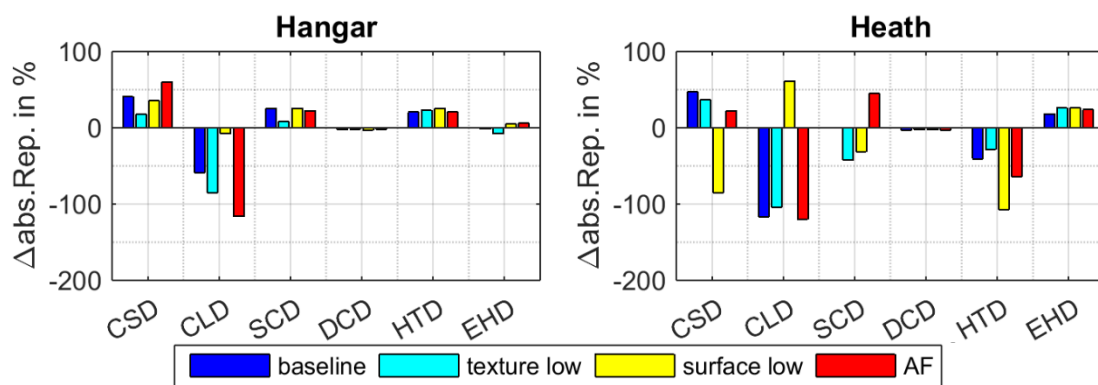 Hangar
Δabs.Rep. in %
100
0
-100
-200
CSD CLD SCD DCD HTD EHD
Heath
Δabs.Rep. in %
100
0
-100
-200
CSD CLD SCD DCD HTD EHD
baseline texture low surface low AF